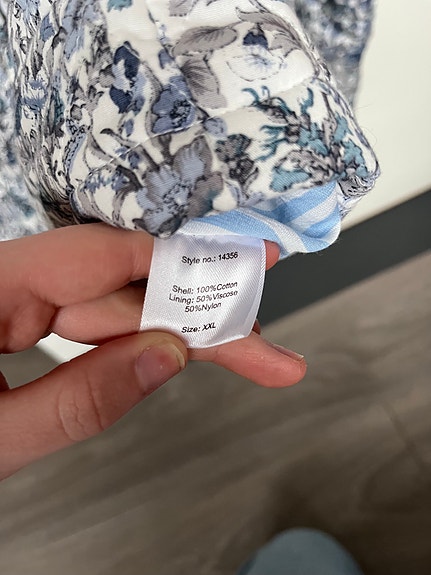 Style no.: 14356
Shell: 100%Cotton
Lining: 50%Viscose
50%Nylon
Size: XXL